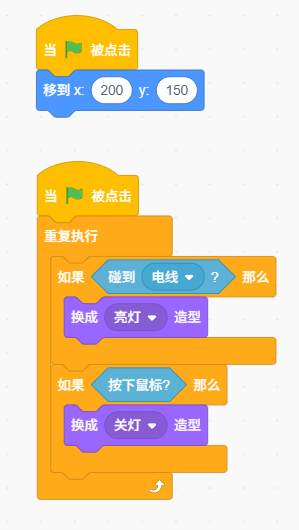 当 被点击
移到 x: 200 y: 150
当 被点击
重复执行
如果 碰到 电线 ? 那么
换成 亮灯 造型
如果 按下鼠标? 那么
换成 关灯 造型